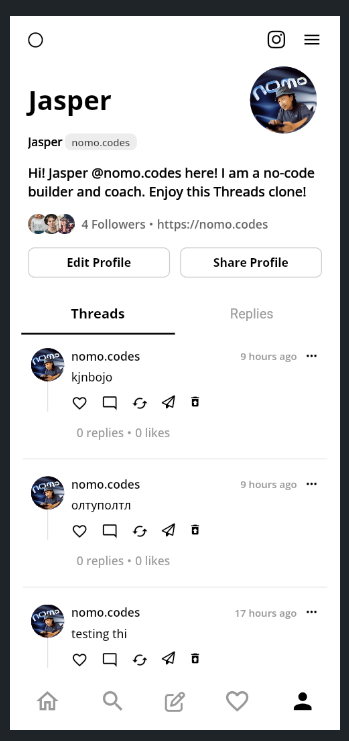 Jasper
nomo
Jasper nomo.codes
Hi! Jasper @nomo.codes here! I am a no-code
builder and coach. Enjoy this Threads clone!
4 Followers • https://nomo.codes
Edit Profile Share Profile
Threads Replies
nomo.codes 9 hours ago
kjnbojo
0 replies • 0 likes
nomo.codes 9 hours ago
олтуполтл
0 replies • 0 likes
nomo.codes 17 hours ago
testing thi